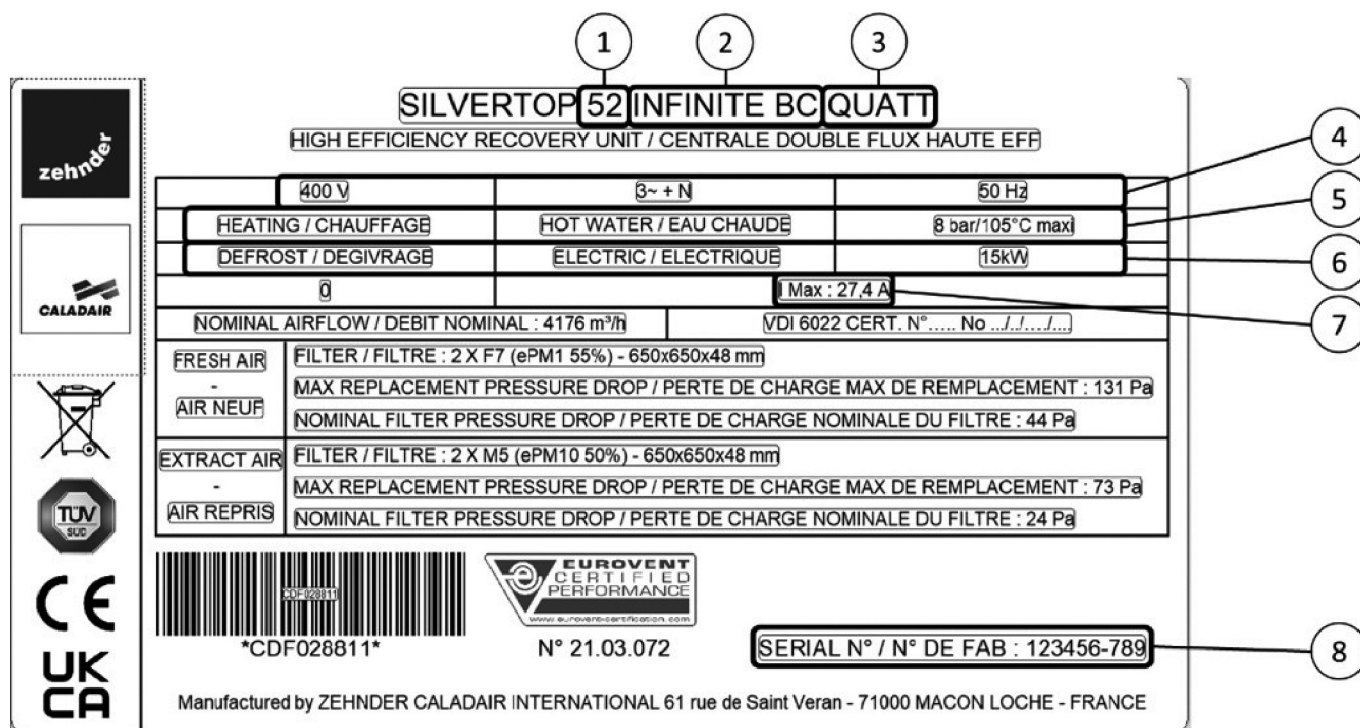 1 2 3
SILVERTOP 52 INFINITE BC QUATT
HIGH EFFICIENCY RECOVERY UNIT / CENTRALE DOUBLE FLUX HAUTE EFF
zehnder
CALADAIR
400 V 3~ + N 50 Hz 4
HEATING / CHAUFFAGE HOT WATER / EAU CHAUDE 8 bar/105°C maxi 5
DEFROST / DEGIVRAGE ELECTRIC / ELECTRIQUE 15kW 6
0 I Max : 27,4 A 7
NOMINAL AIRFLOW / DEBIT NOMINAL : 4176 m³/h VDI 6022 CERT. N°..... No .../../..../....
FRESH AIR
-
AIR NEUF
FILTER / FILTRE : 2 X F7 (ePM1 55%) - 650x650x48 mm
MAX REPLACEMENT PRESSURE DROP / PERTE DE CHARGE MAX DE REMPLACEMENT : 131 Pa
NOMINAL FILTER PRESSURE DROP / PERTE DE CHARGE NOMINALE DU FILTRE : 44 Pa
EXTRACT AIR
-
AIR REPRIS
FILTER / FILTRE : 2 X M5 (ePM10 50%) - 650x650x48 mm
MAX REPLACEMENT PRESSURE DROP / PERTE DE CHARGE MAX DE REMPLACEMENT : 73 Pa
NOMINAL FILTER PRESSURE DROP / PERTE DE CHARGE NOMINALE DU FILTRE : 24 Pa
TÜV
SÜD
CE
UK
CA
CDF028811
*CDF028811*
EUROVENT
CERTIFIED
PERFORMANCE
www.eurovent-certification.com
N° 21.03.072
SERIAL N° / N° DE FAB : 123456-789 8
Manufactured by ZEHNDER CALADAIR INTERNATIONAL 61 rue de Saint Veran - 71000 MACON LOCHE - FRANCE